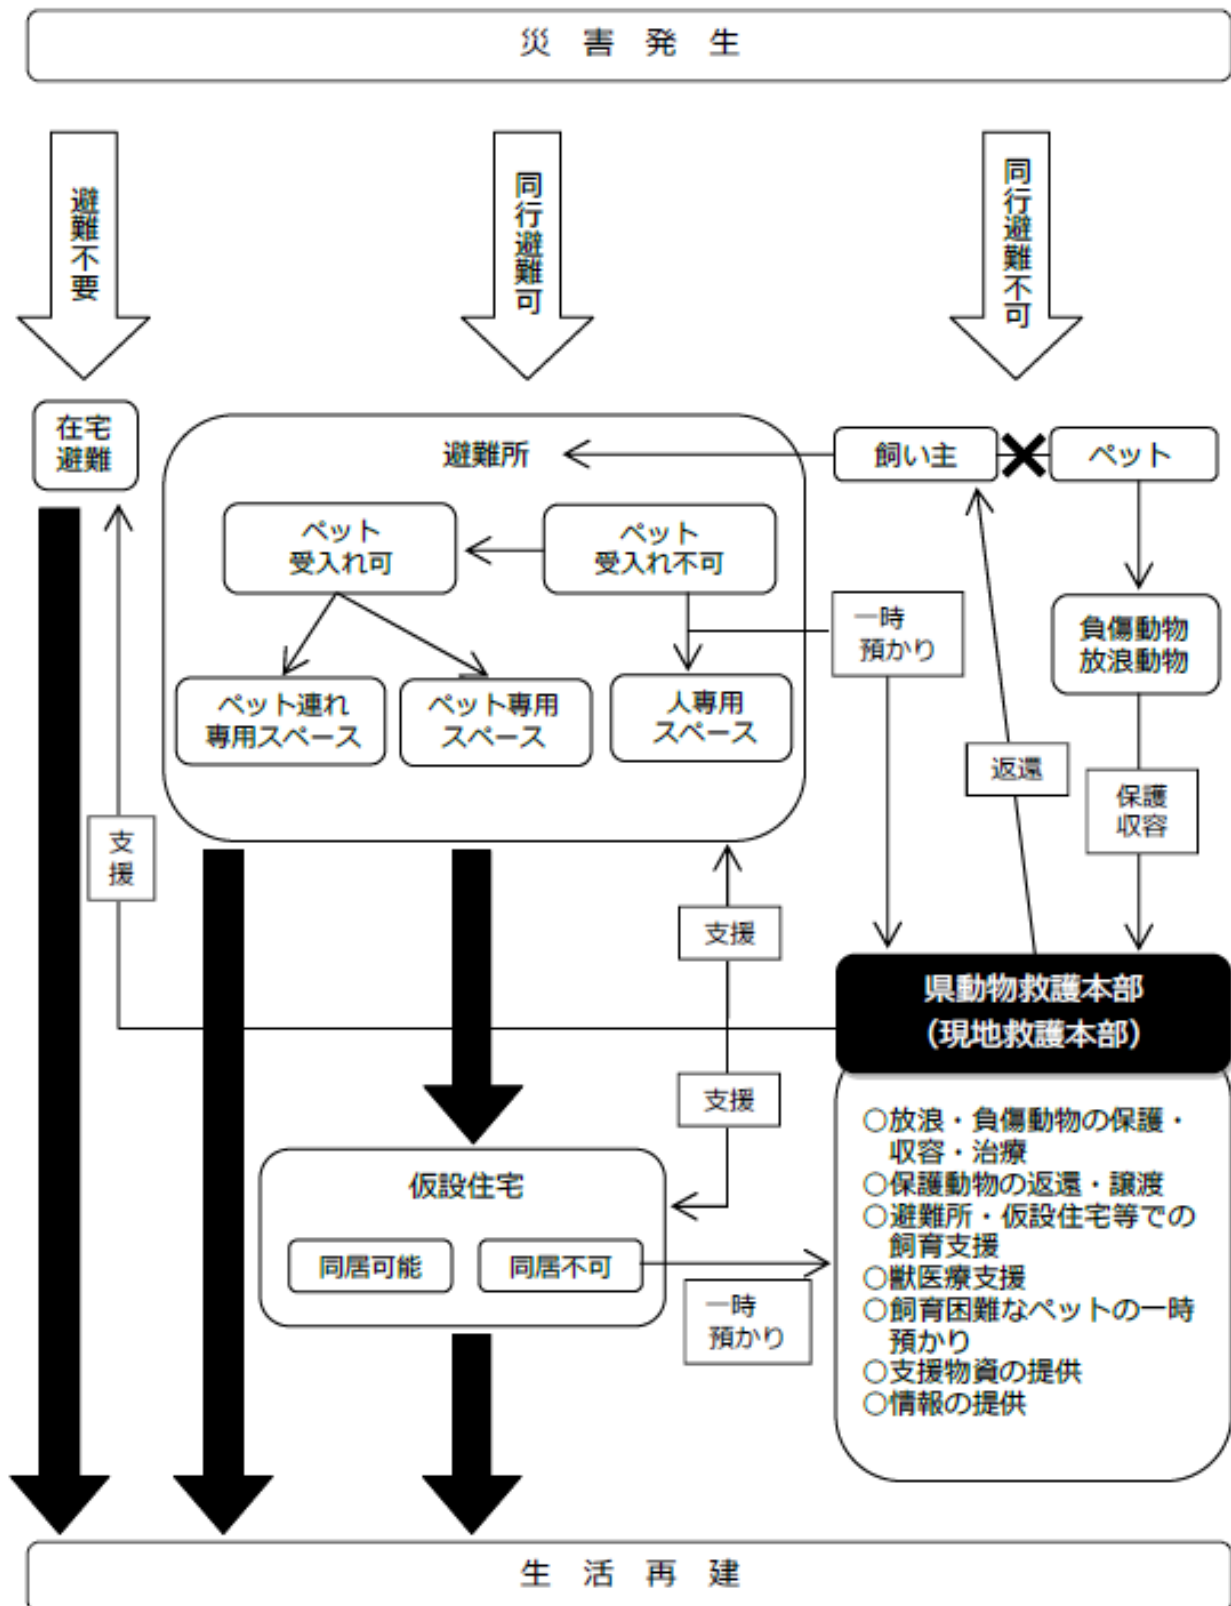 災害発生
避難不要
同行避難可
同行避難不可
在宅
避難
避難所
飼い主
ペット
ペット
受入れ可
ペット
受入れ不可
一時
預かり
負傷動物
放浪動物
ペット連れ
専用スペース
ペット専用
スペース
人専用
スペース
返還
保護
収容
支援
支援
県動物救護本部
（現地救護本部）
支援
仮設住宅
同居可能
同居不可
一時
預かり
○放浪・負傷動物の保護・
収容・治療
○保護動物の返還・譲渡
○避難所・仮設住宅等での
飼育支援
○獣医療支援
○飼育困難なペットの一時
預かり
○支援物資の提供
○情報の提供
生活再建